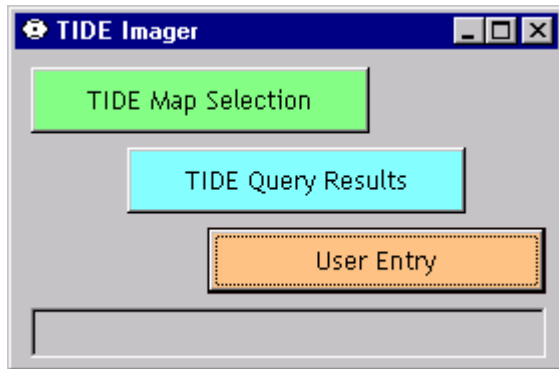 TIDE Imager
TIDE Map Selection
TIDE Query Results
User Entry